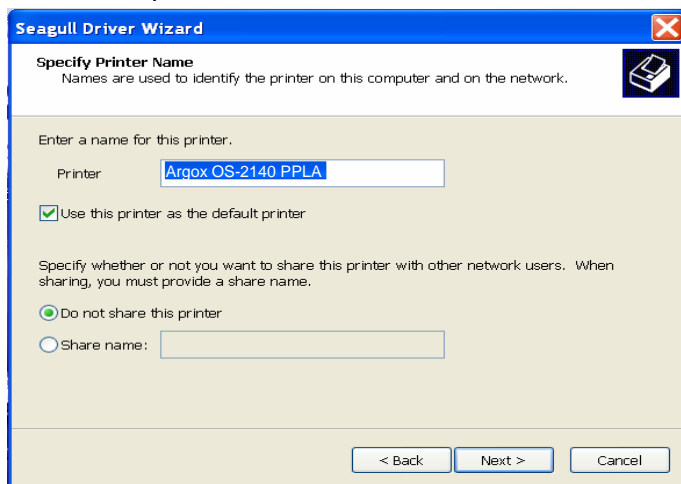 Seagull Driver Wizard
Specify Printer Name
Names are used to identify the printer on this computer and on the network.
Enter a name for this printer.
Printer
Argox OS-2140 PPLA
Use this printer as the default printer
Specify whether or not you want to share this printer with other network users. When
sharing, you must provide a share name.
Do not share this printer
Share name:
< Back
Next >
Cancel